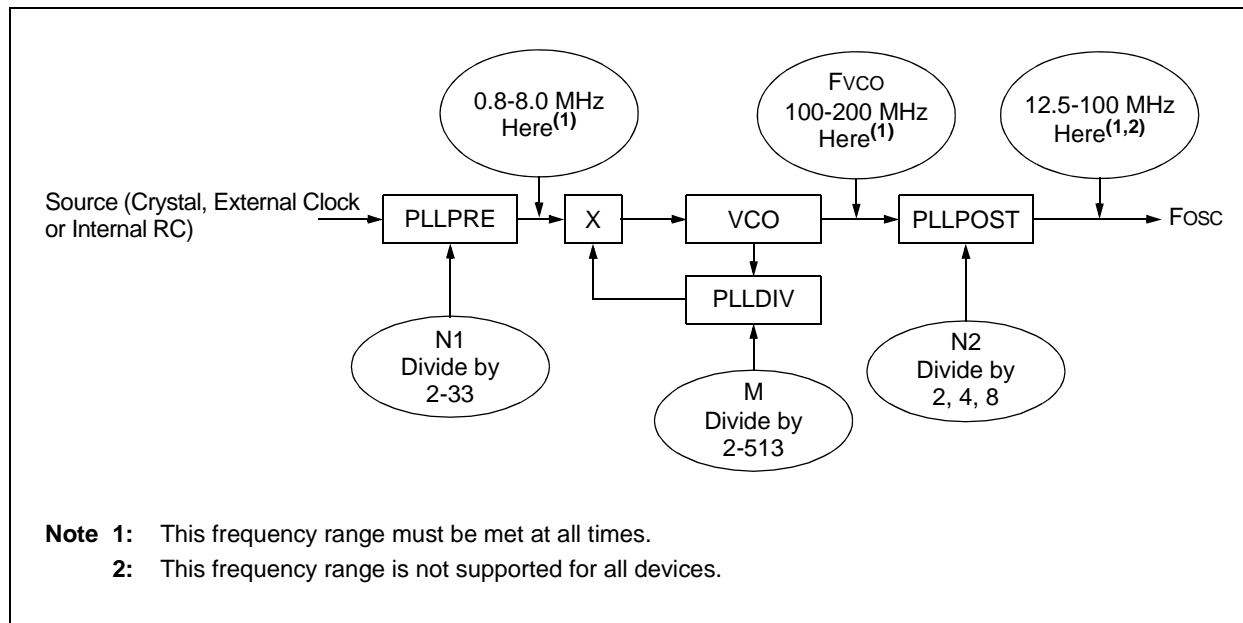 0.8-8.0 MHz
Here(1)
FVCO
100-200 MHz
Here(1)
12.5-100 MHz
Here(1,2)
Source (Crystal, External Clock
or Internal RC)
PLLPRE
X
VCO
PLLPOST
FOSC
PLLDIV
N1
Divide by
2-33
M
Divide by
2-513
N2
Divide by
2, 4, 8
Note 1: This frequency range must be met at all times.
2: This frequency range is not supported for all devices.